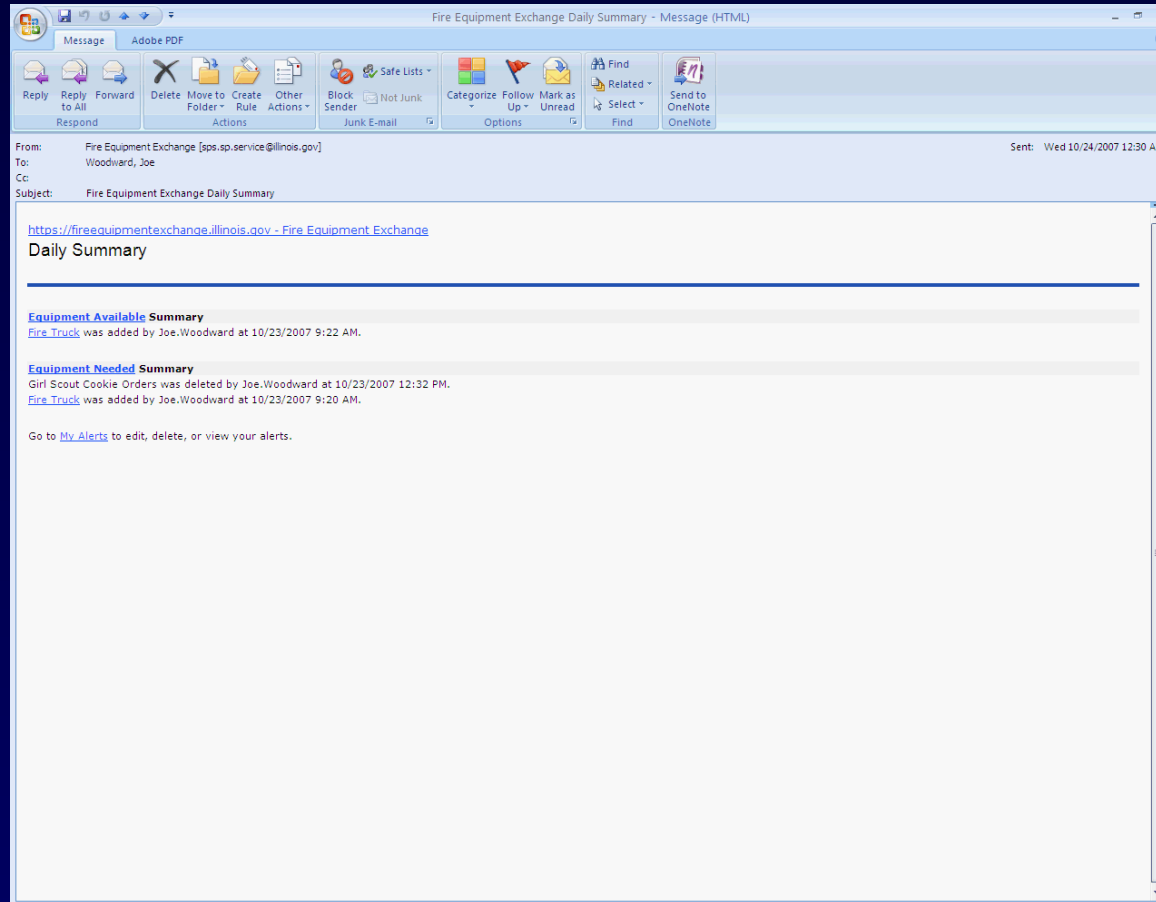 Fire Equipment Exchange Daily Summary - Message (HTML)
Message Adobe PDF
Reply Reply to All Forward
Respond
Delete Move to Folder Create Rule Other Actions
Actions
Block Sender Safe Lists Not Junk
Junk E-mail
Categorize Follow Up Mark as Unread
Options
Find Related Select
Find
Send to OneNote
OneNote
From: Fire Equipment Exchange [sps.sp.service@illinois.gov] Sent: Wed 10/24/2007 12:30 A
To: Woodward, Joe
Cc:
Subject: Fire Equipment Exchange Daily Summary
https://fireequipmentexchange.illinois.gov - Fire Equipment Exchange
Daily Summary
Equipment Available Summary
Fire Truck was added by Joe.Woodward at 10/23/2007 9:22 AM.
Equipment Needed Summary
Girl Scout Cookie Orders was deleted by Joe.Woodward at 10/23/2007 12:32 PM.
Fire Truck was added by Joe.Woodward at 10/23/2007 9:20 AM.
Go to My Alerts to edit, delete, or view your alerts.